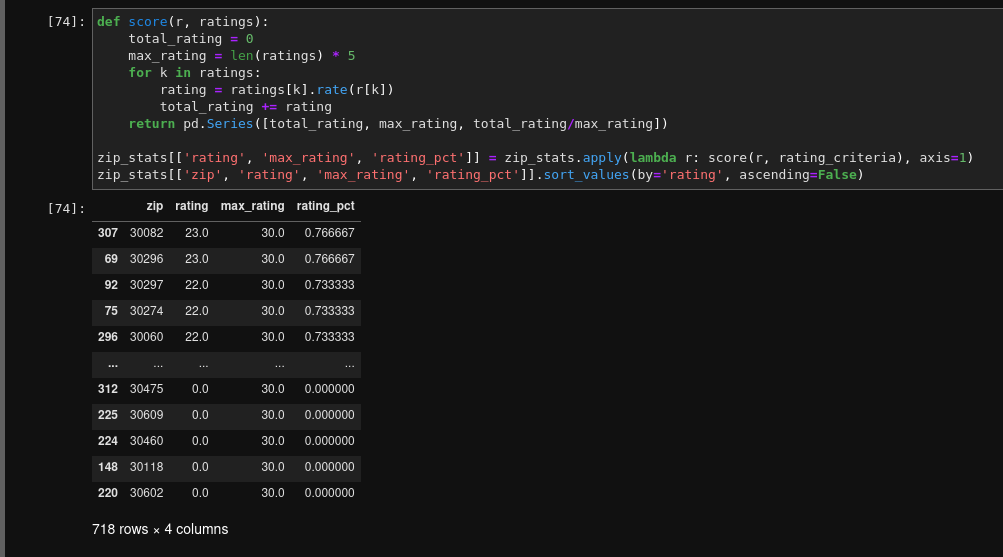 [74]: def score(r, ratings):
    total_rating = 0
    max_rating = len(ratings) * 5
    for k in ratings:
        rating = ratings[k].rate(r[k])
        total_rating += rating
    return pd.Series([total_rating, max_rating, total_rating/max_rating])

zip_stats[['rating', 'max_rating', 'rating_pct']] = zip_stats.apply(lambda r: score(r, rating_criteria), axis=1)
zip_stats[['zip', 'rating', 'max_rating', 'rating_pct']].sort_values(by='rating', ascending=False)
[74]: zip rating max_rating rating_pct
307 30082 23.0 30.0 0.766667
69 30296 23.0 30.0 0.766667
92 30297 22.0 30.0 0.733333
75 30274 22.0 30.0 0.733333
296 30060 22.0 30.0 0.733333
... ... ... ... ...
312 30475 0.0 30.0 0.000000
225 30609 0.0 30.0 0.000000
224 30460 0.0 30.0 0.000000
148 30118 0.0 30.0 0.000000
220 30602 0.0 30.0 0.000000
718 rows × 4 columns